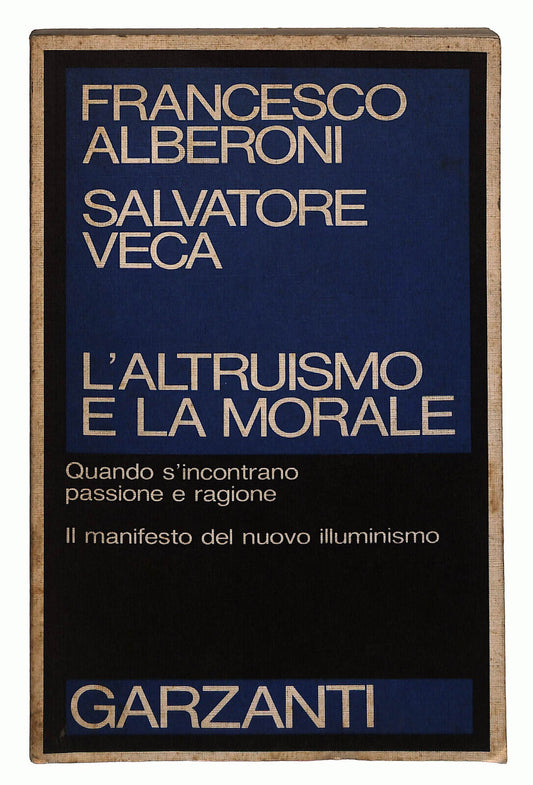 FRANCESCO
ALBERONI
SALVATORE
VECA
L'ALTRUISMO
E LA MORALE
Quando s'incontrano
passione e ragione
Il manifesto del nuovo illuminismo
GARZANTI